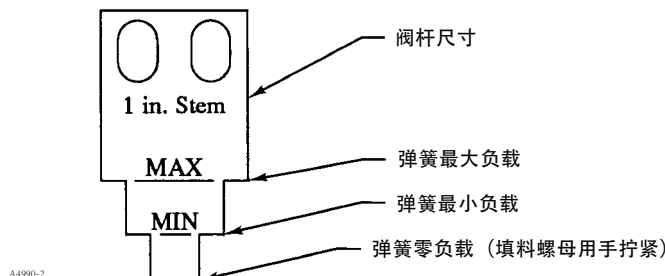 阀杆尺寸
1 in. Stem
MAX
弹簧最大负载
MIN
弹簧最小负载
弹簧零负载（填料螺母用手拧紧）
A4990-2